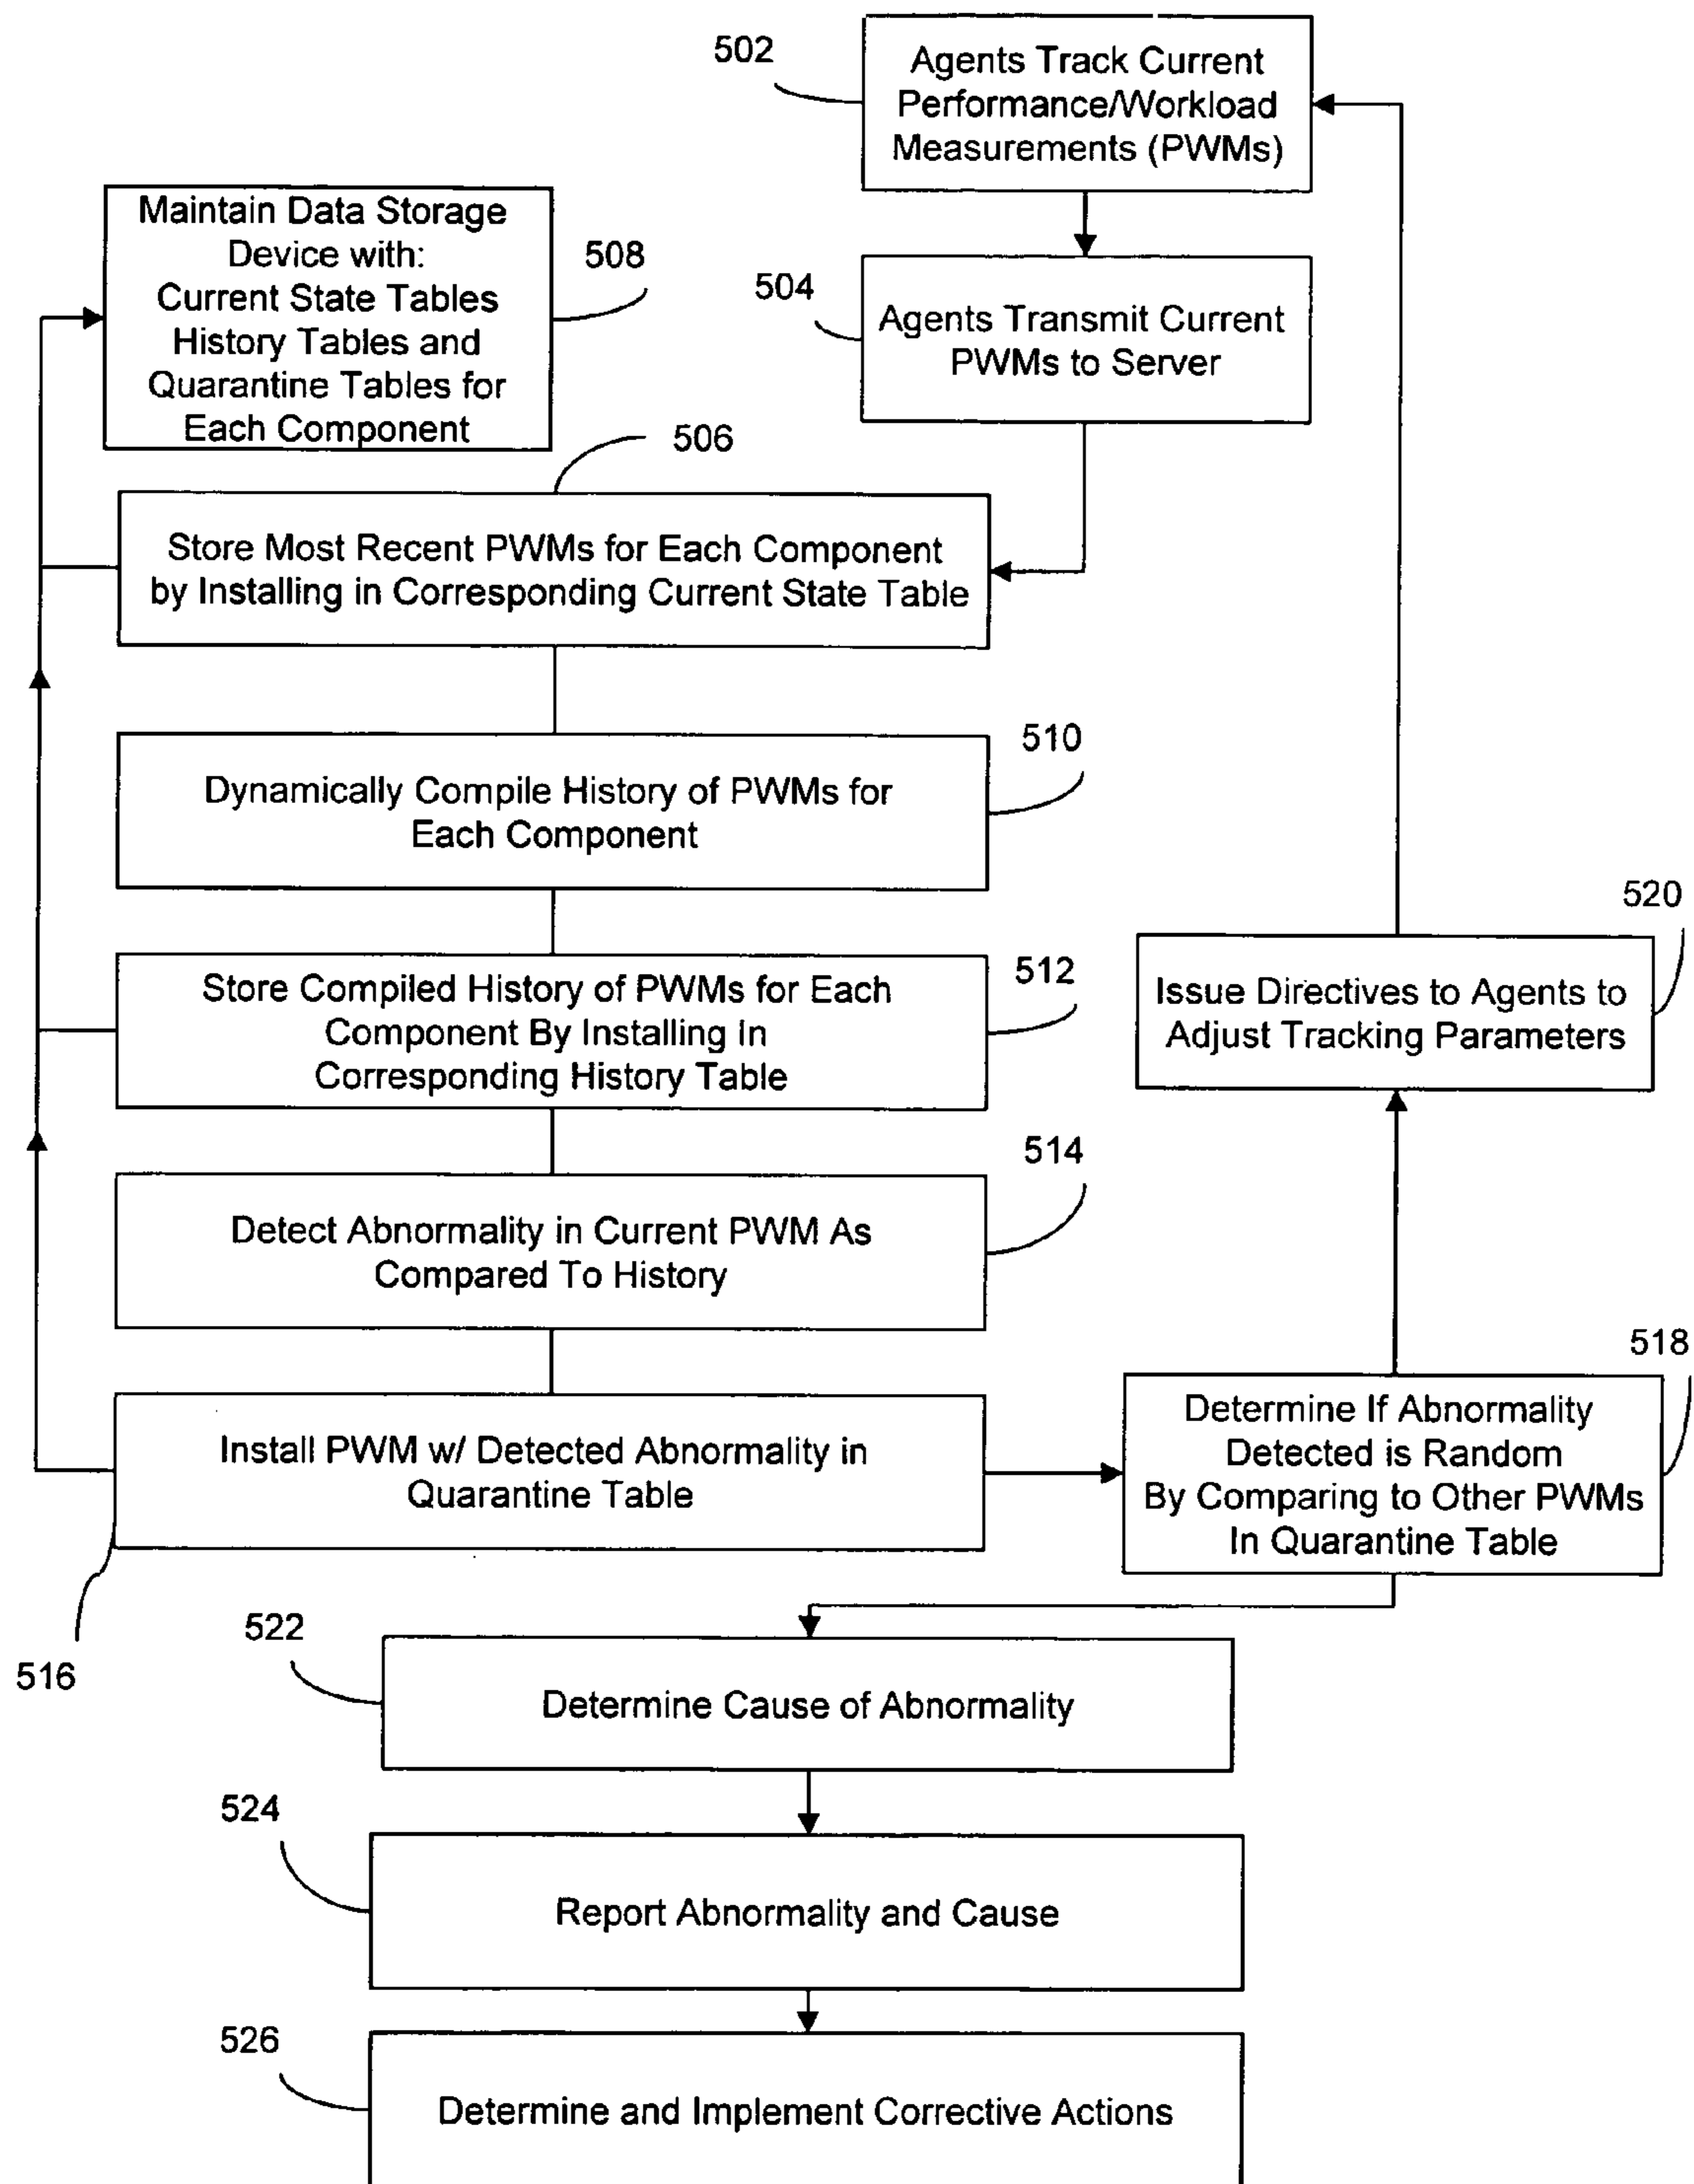 502
Agents Track Current
Performance/Workload
Measurements (PWMs)
Maintain Data Storage
Device with:
Current State Tables
History Tables and
Quarantine Tables for
Each Component
508
504
Agents Transmit Current
PWMs to Server
506
Store Most Recent PWMs for Each Component
by Installing in Corresponding Current State Table
510
Dynamically Compile History of PWMs for
Each Component
520
512
Store Compiled History of PWMs for Each
Component By Installing In
Corresponding History Table
Issue Directives to Agents to
Adjust Tracking Parameters
514
Detect Abnormality in Current PWM As
Compared To History
518
Install PWM w/ Detected Abnormality in
Quarantine Table
Determine If Abnormality
Detected is Random
By Comparing to Other PWMs
In Quarantine Table
516
522
Determine Cause of Abnormality
524
Report Abnormality and Cause
526
Determine and Implement Corrective Actions